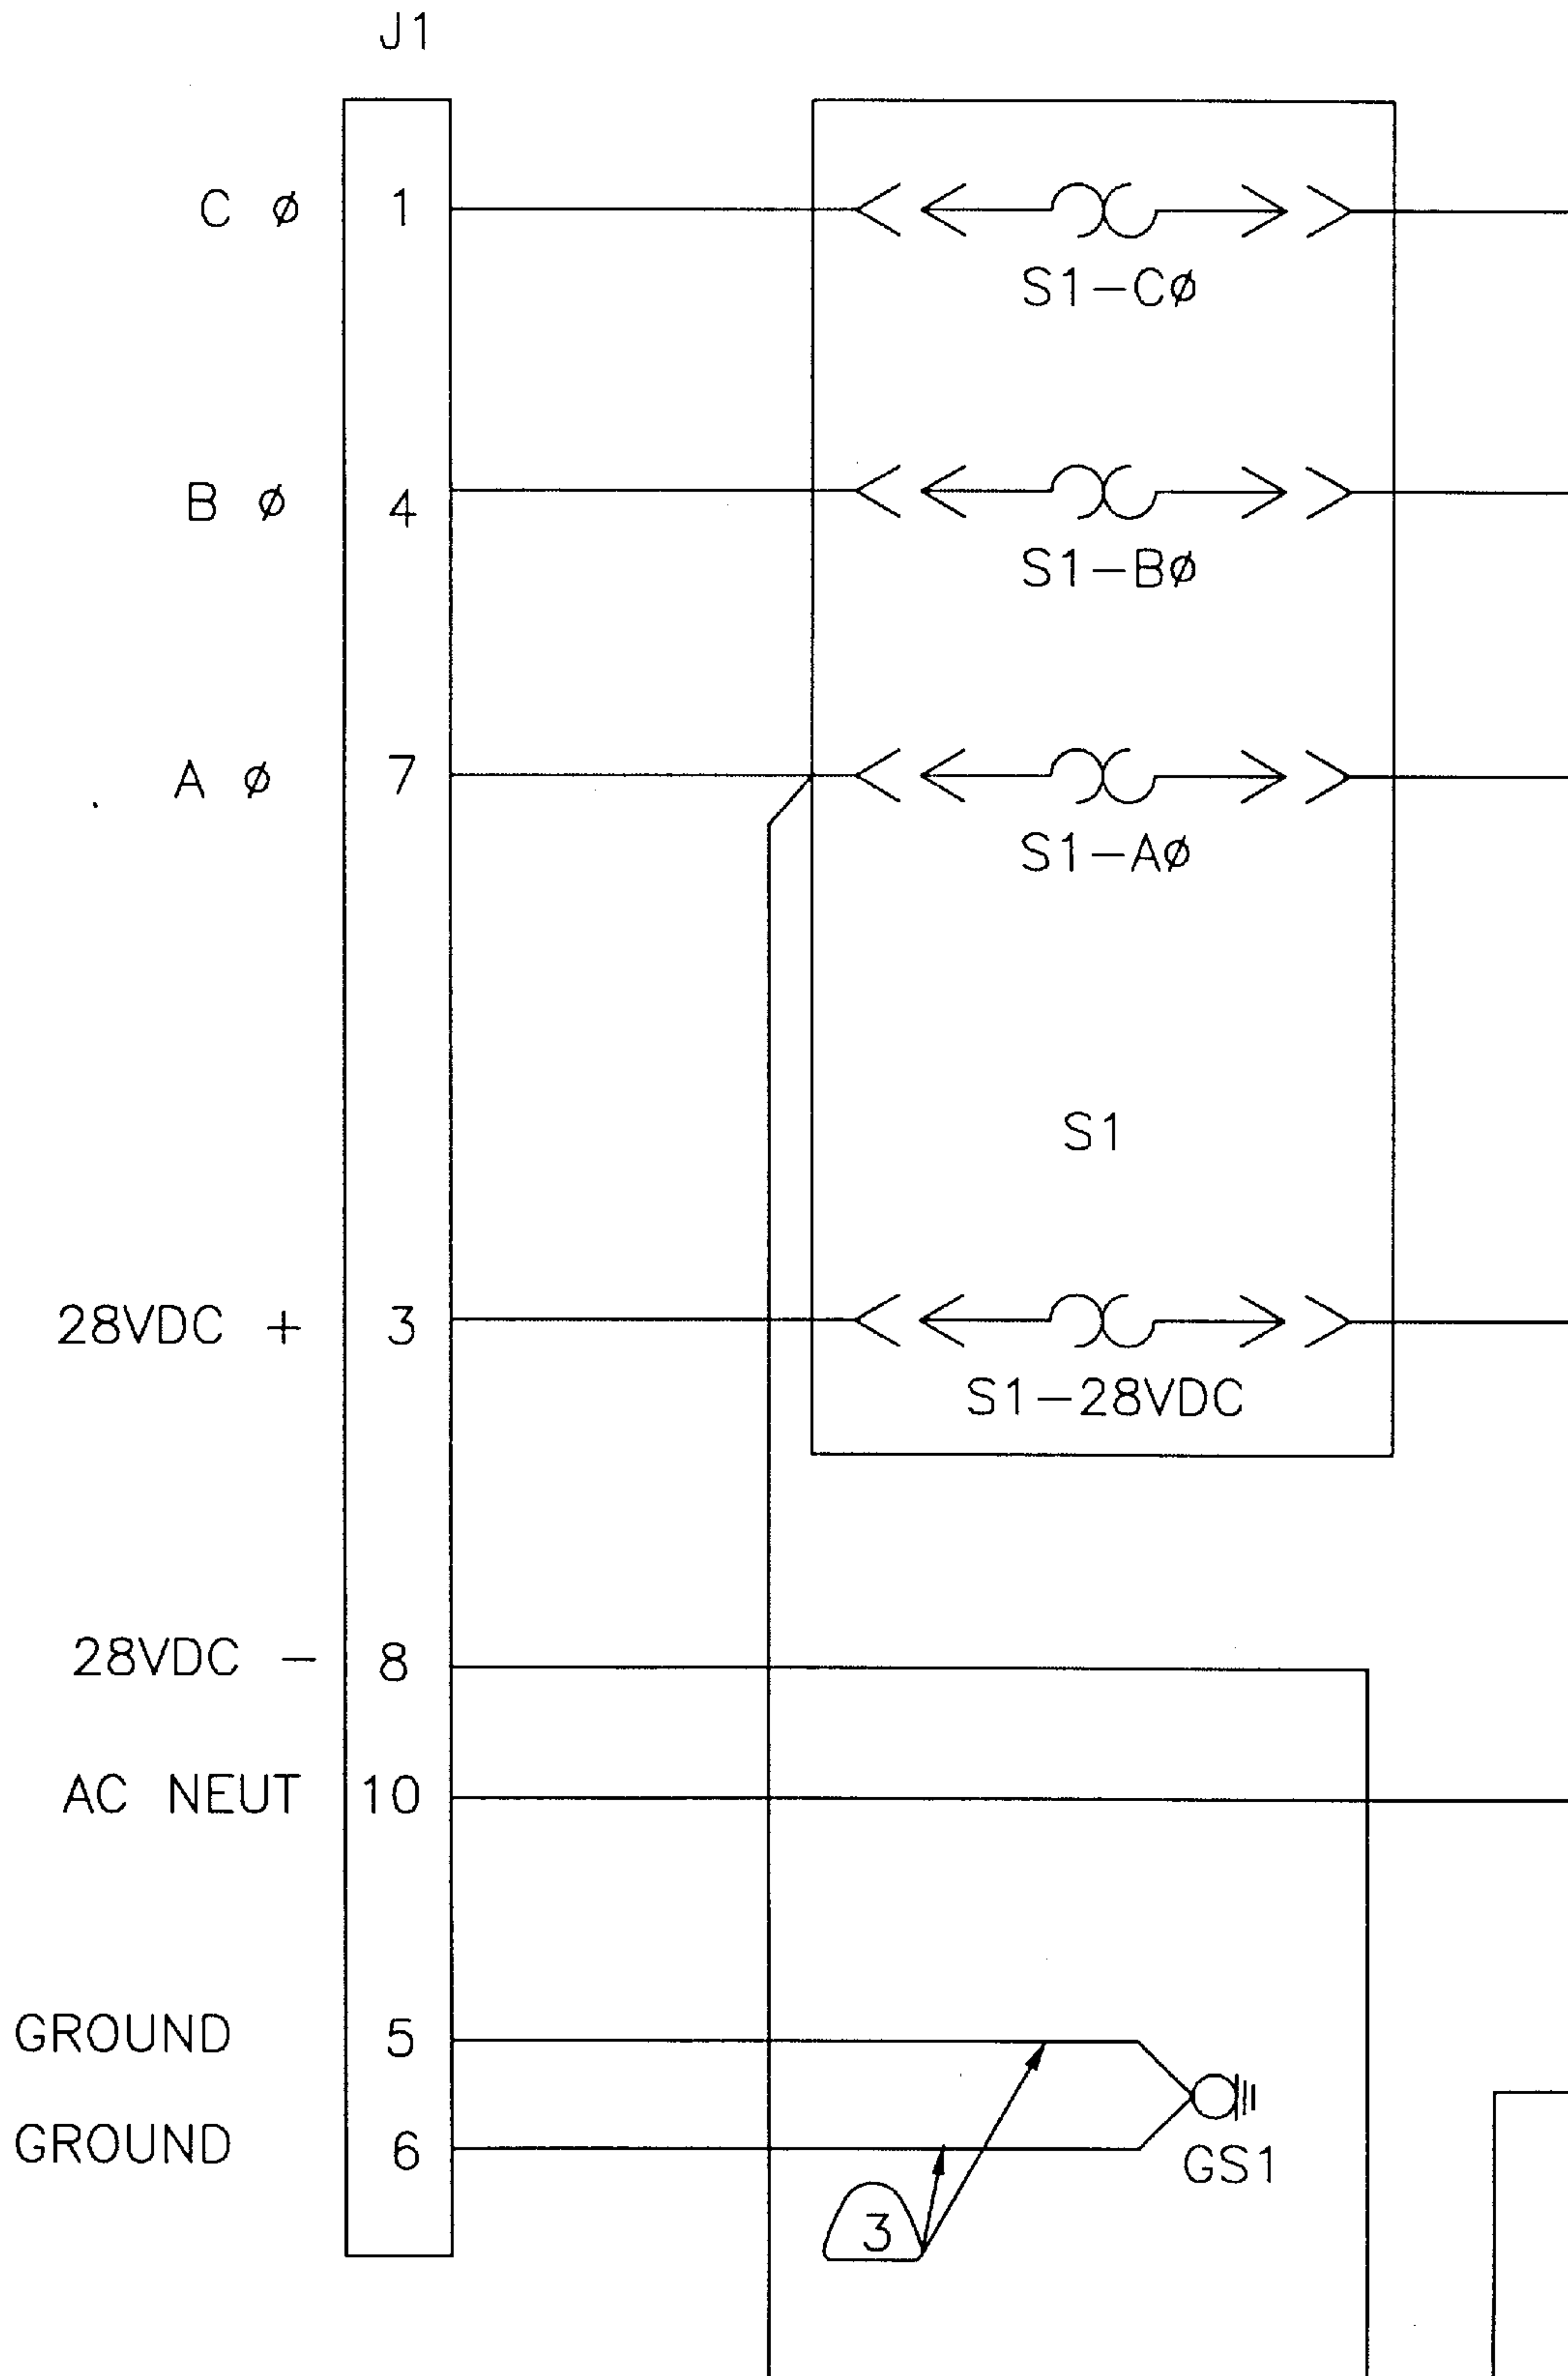 J1
C ø 1
S1-Cø
B ø 4
S1-Bø
A ø 7
S1-Aø
S1
28VDC + 3
S1-28VDC
28VDC - 8
AC NEUT 10
GROUND 5
GROUND 6
GS1
3